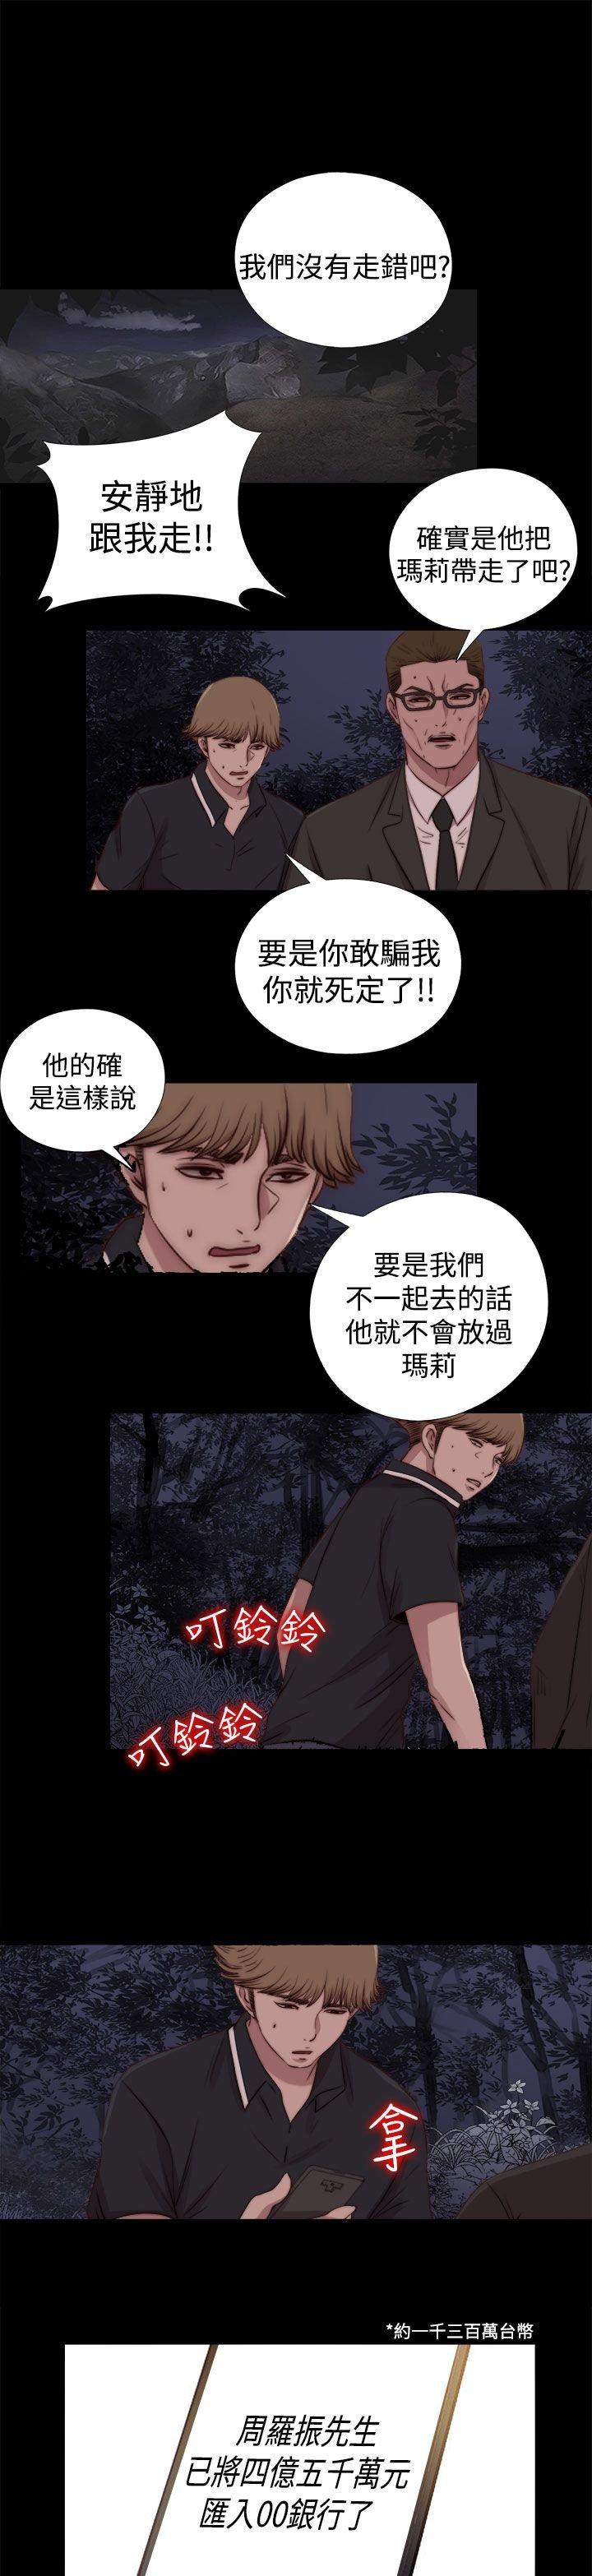 我們沒有走錯吧?
安靜地
跟我走!!
確實是他把
瑪莉帶走了吧?
要是你敢騙我
你就死定了!!
他的確
是這樣說
要是我們
不一起去的話
他就不會放過
瑪莉
叮鈴鈴
叮鈴鈴
拿
*約一千三百萬台幣
周羅振先生
已將四億五千萬元
匯入00銀行了